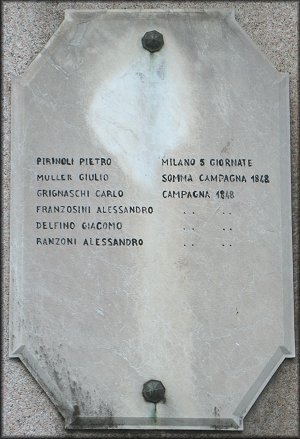 PIRINOLI PIETRO MILANO 5 GIORNATE
MULLER GIULIO SOMMA CAMPAGNA 1848
GRIGNASCHI CARLO CAMPAGNA 1848
FRANZOSINI ALESSANDRO .. ..
DELFINO GIACOMO .. ..
RANZONI ALESSANDRO .. ..